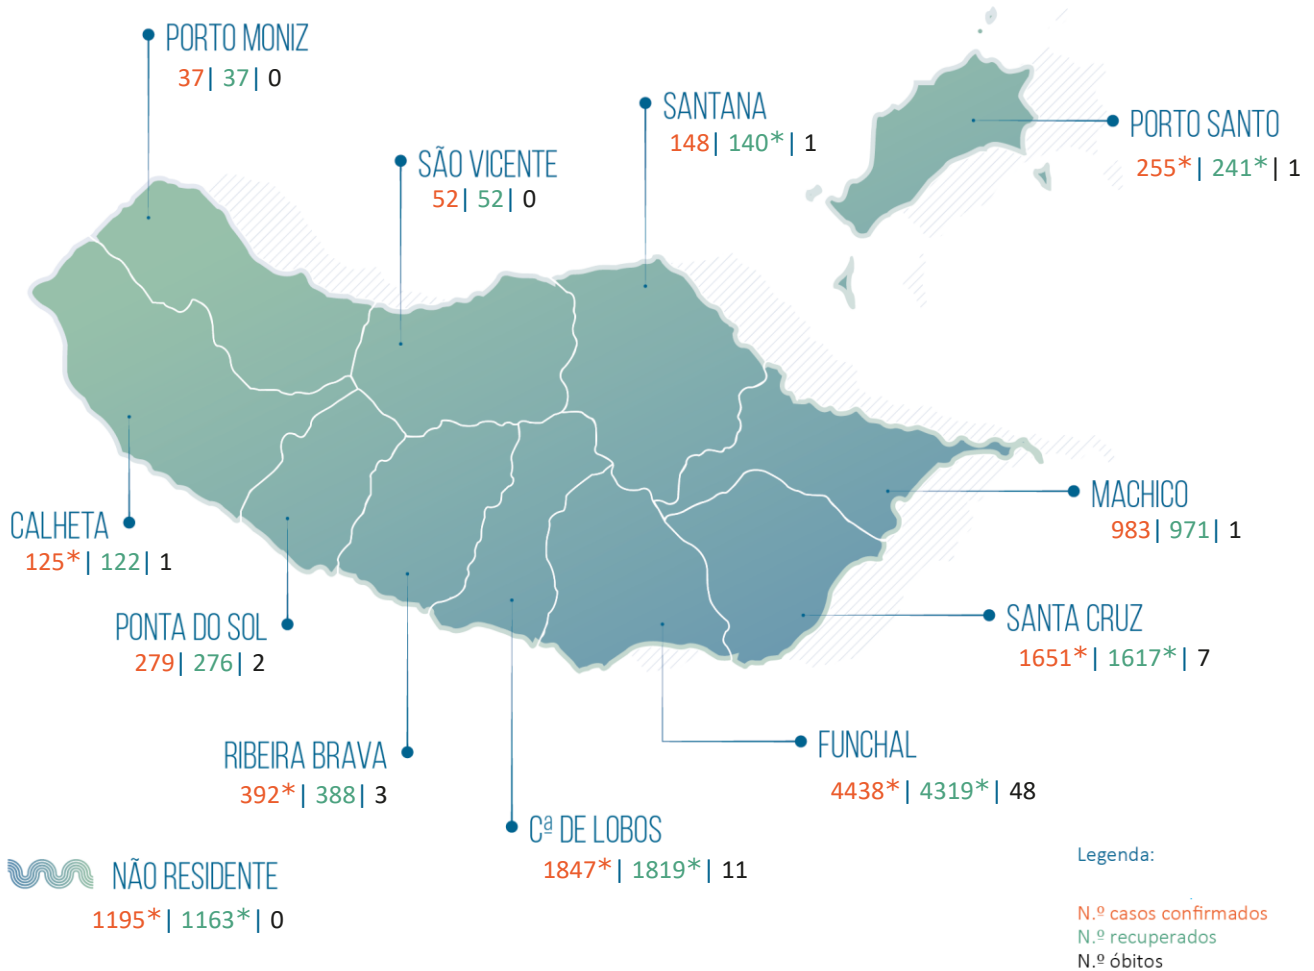 PORTO MONIZ
37| 37| 0
SANTANA
148| 140*| 1
PORTO SANTO
255*| 241*| 1
SÃO VICENTE
52| 52| 0
MACHICO
983| 971| 1
CALHETA
125*| 122| 1
PONTA DO SOL
279| 276| 2
SANTA CRUZ
1651*| 1617*| 7
RIBEIRA BRAVA
392*| 388| 3
FUNCHAL
4438*| 4319*| 48
Cª DE LOBOS
1847*| 1819*| 11
NÃO RESIDENTE
1195*| 1163*| 0
Legenda:
N.º casos confirmados
N.º recuperados
N.º óbitos